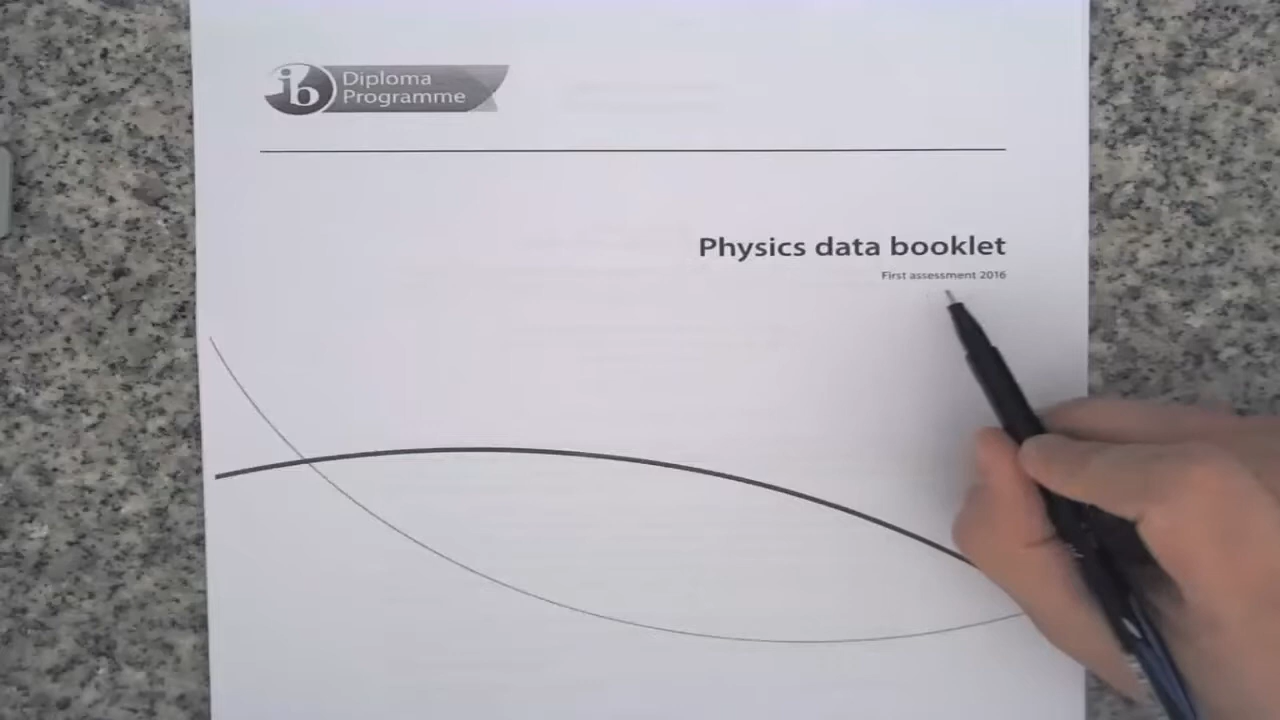 ib
Diploma
Programme
Physics data booklet
First assessment 2016